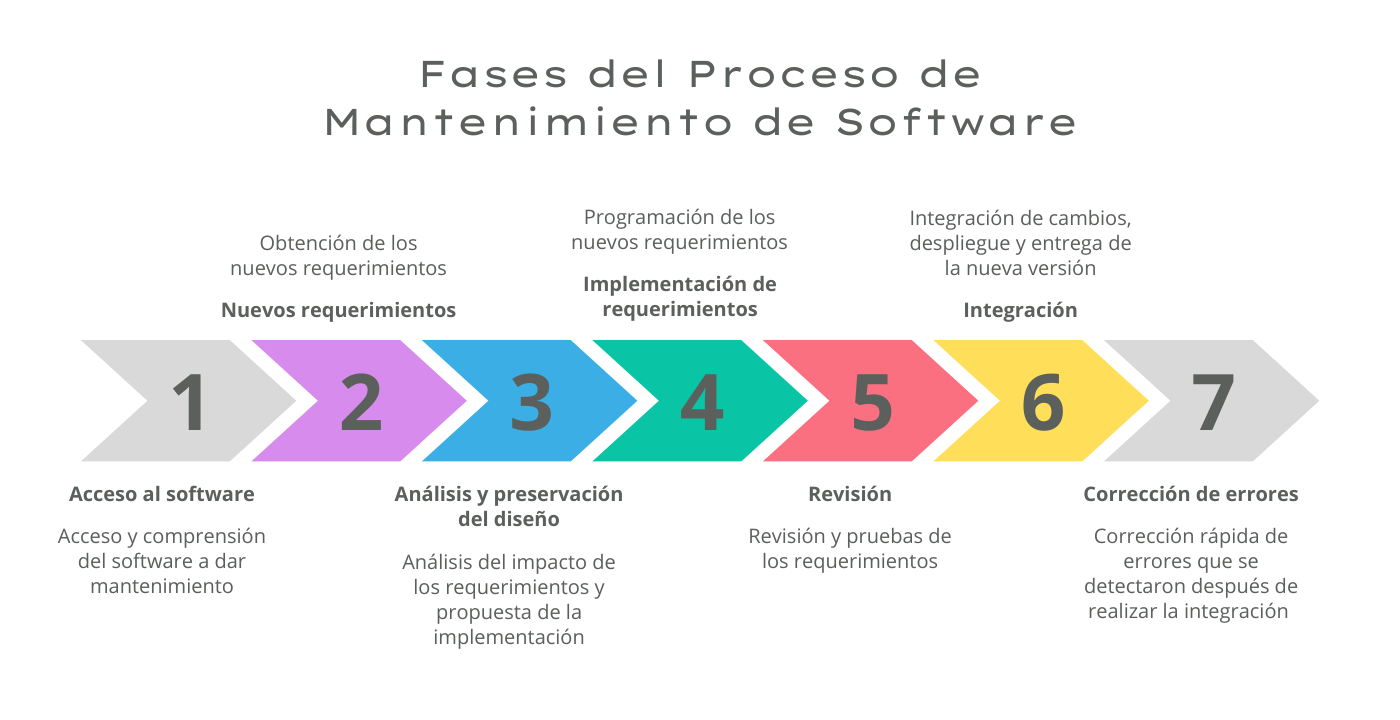 Fases del Proceso de
Mantenimiento de Software
1
Acceso al software
Acceso y comprensión
del software a dar
mantenimiento
Obtención de los
nuevos requerimientos
Nuevos requerimientos
2
3
Análisis y preservación
del diseño
Análisis del impacto de
los requerimientos y
propuesta de la
implementación
Programación de los
nuevos requerimientos
Implementación de
requerimientos
4
5
Revisión
Revisión y pruebas de
los requerimientos
Integración de cambios,
despliegue y entrega de
la nueva versión
Integración
6
7
Corrección de errores
Corrección rápida de
errores que se
detectaron después de
realizar la integración